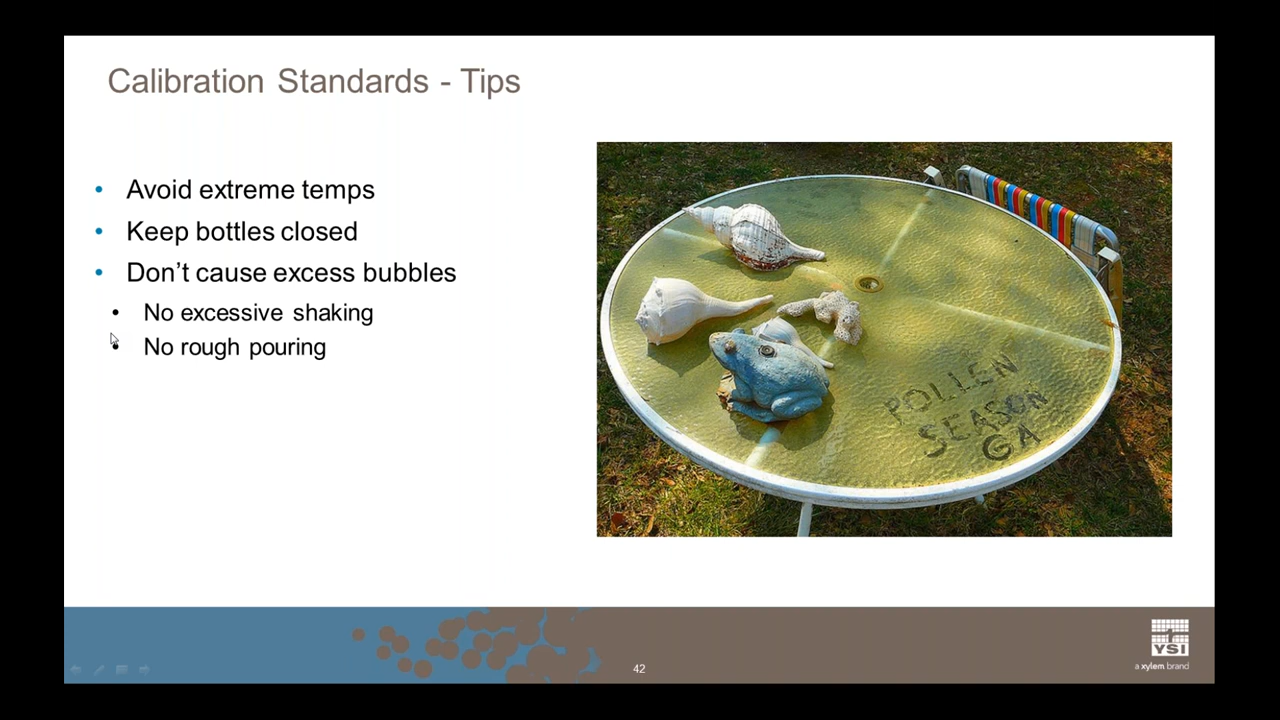 Calibration Standards - Tips
• Avoid extreme temps
• Keep bottles closed
• Don’t cause excess bubbles
• No excessive shaking
• No rough pouring
POLLEN
SEASON
GA
42
YSI
a xylem brand